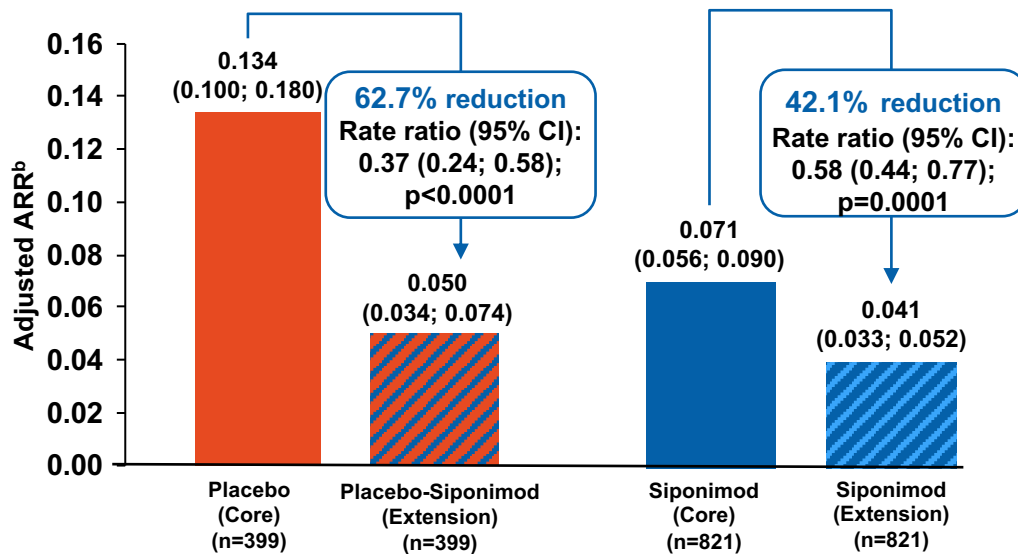 Adjusted ARRᵇ
0.16
0.14
0.12
0.10
0.08
0.06
0.04
0.02
0.00
0.134
(0.100; 0.180)
62.7% reduction
Rate ratio (95% CI):
0.37 (0.24; 0.58);
p<0.0001
0.050
(0.034; 0.074)
0.071
(0.056; 0.090)
42.1% reduction
Rate ratio (95% CI):
0.58 (0.44; 0.77);
p=0.0001
0.041
(0.033; 0.052)
Placebo
(Core)
(n=399)
Placebo-Siponimod
(Extension)
(n=399)
Siponimod
(Core)
(n=821)
Siponimod
(Extension)
(n=821)